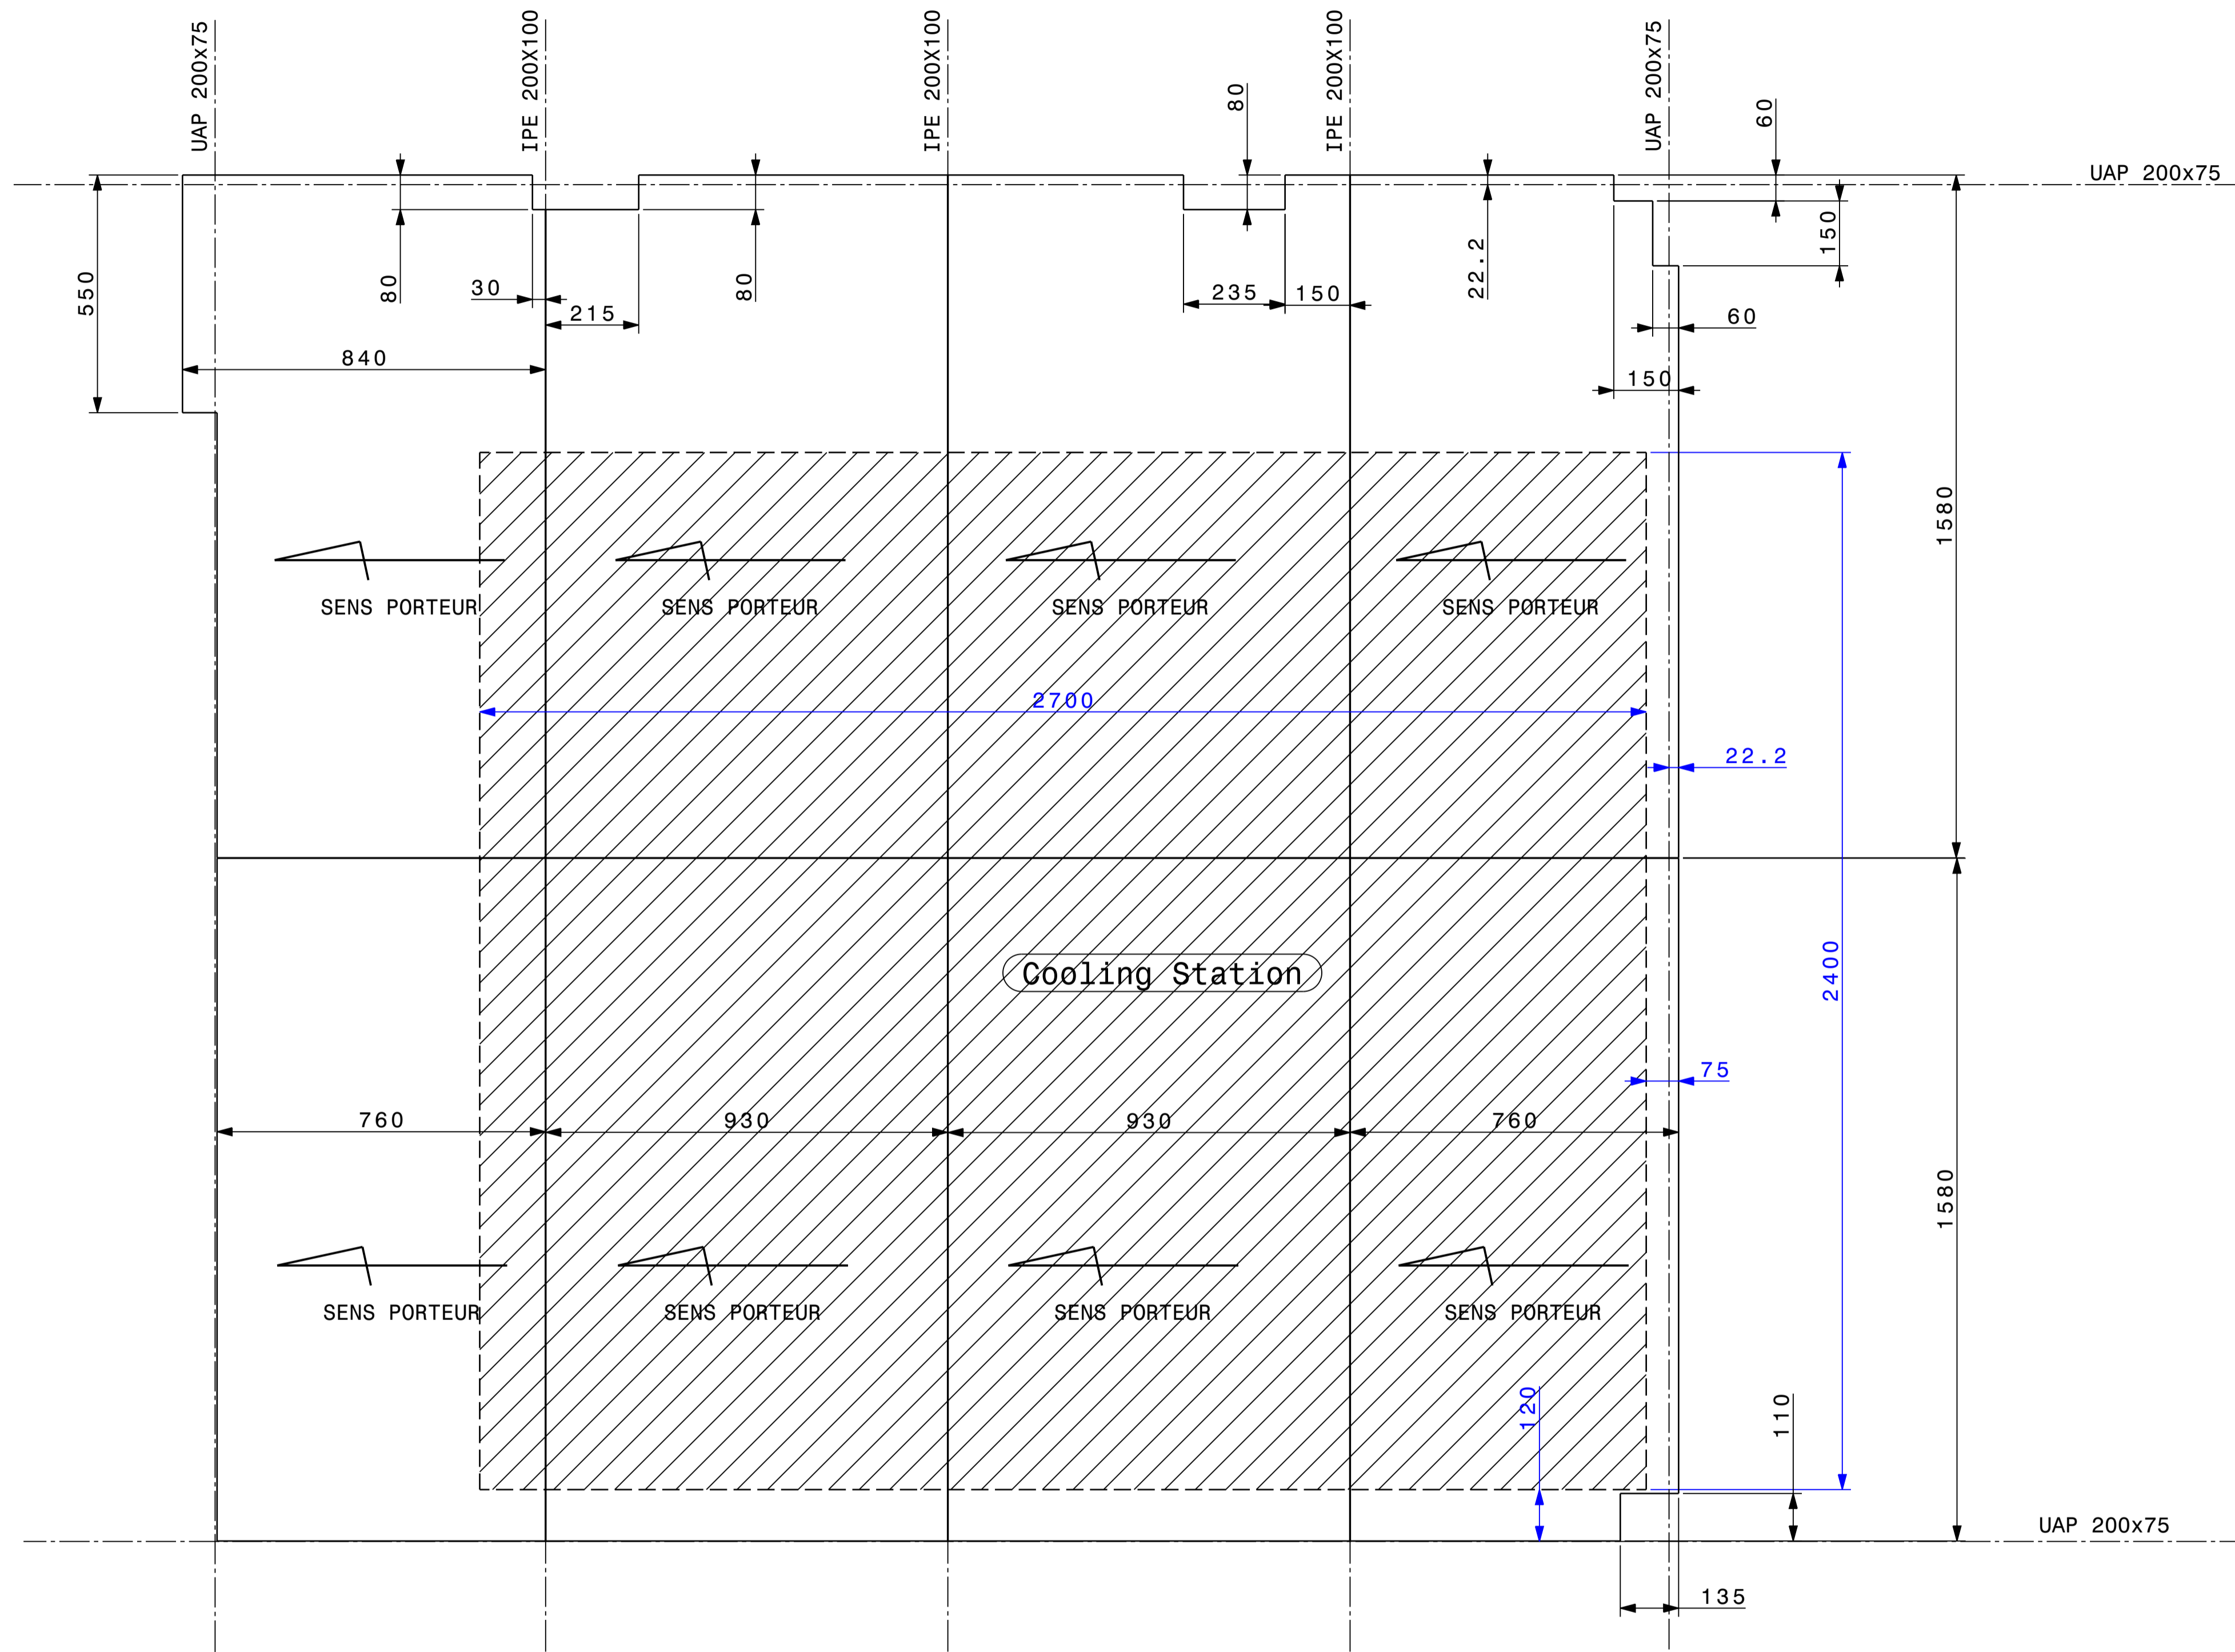 UAP 200x75
IPE 200X100
IPE 200X100
IPE 200X100
UAP 200x75
UAP 200x75
80
60
550
80
30
215
80
235
150
22.2
150
60
840
150
1580
SENS PORTEUR
SENS PORTEUR
SENS PORTEUR
SENS PORTEUR
2700
22.2
Cooling Station
2400
75
760
930
930
760
1580
SENS PORTEUR
SENS PORTEUR
SENS PORTEUR
SENS PORTEUR
120
110
UAP 200x75
135